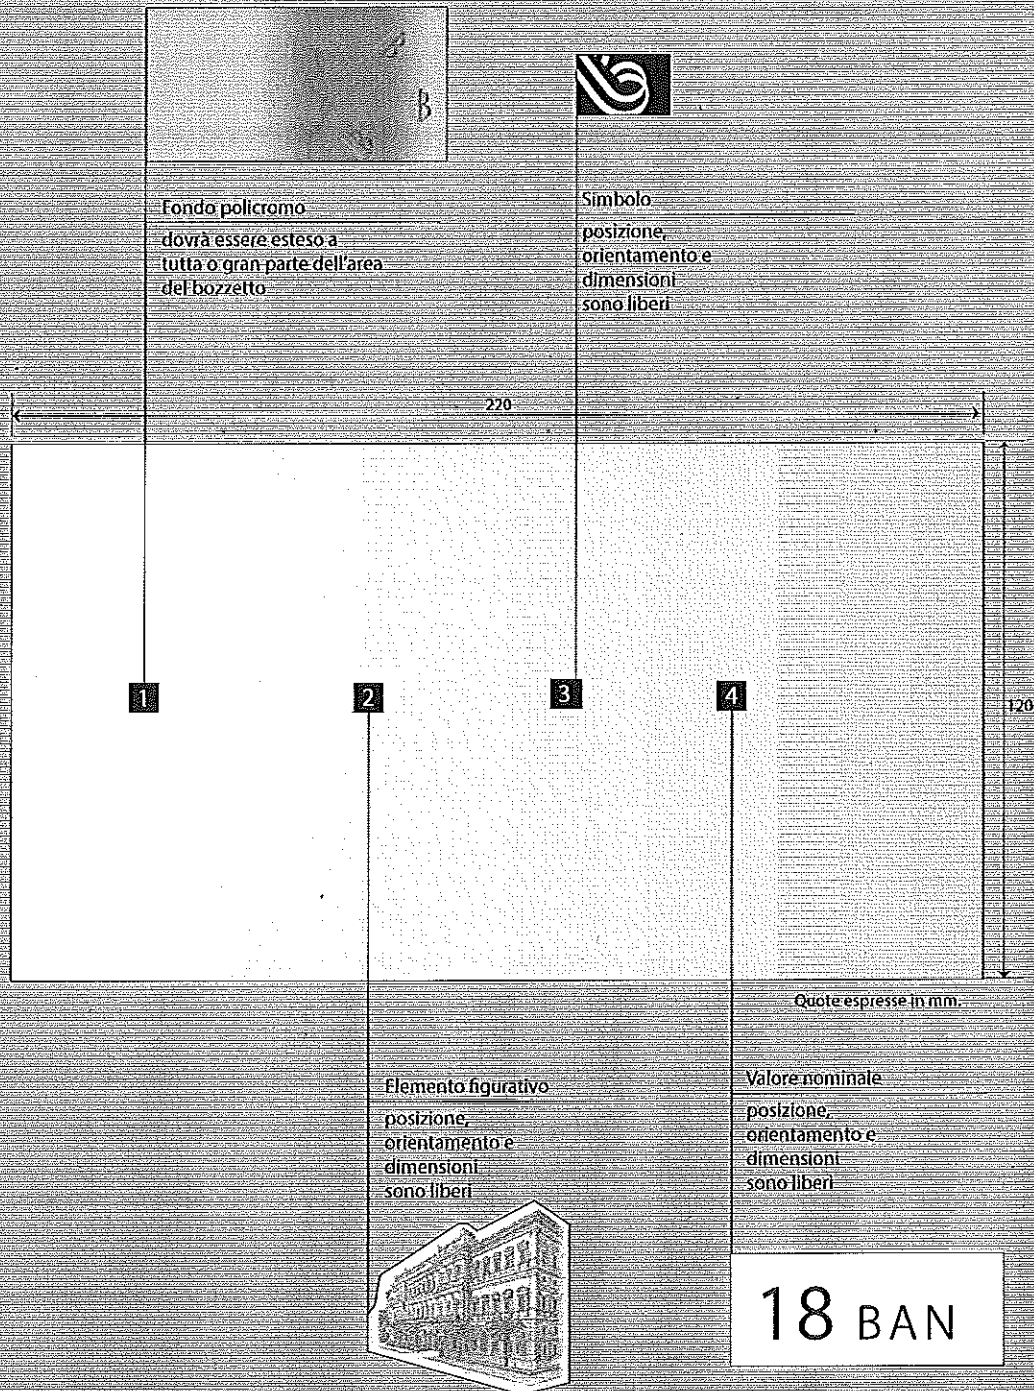 B
Fondo policromo
dovrà essere esteso a
tutta o gran parte dell'area
del bozzetto
Simbolo
posizione,
orientamento e
dimensioni
sono liberi
220
1
2
3
4
120
Quote espresse in mm.
Elemento figurativo
posizione,
orientamento e
dimensioni
sono liberi
Valore nominale
posizione,
orientamento e
dimensioni
sono liberi
18 BAN